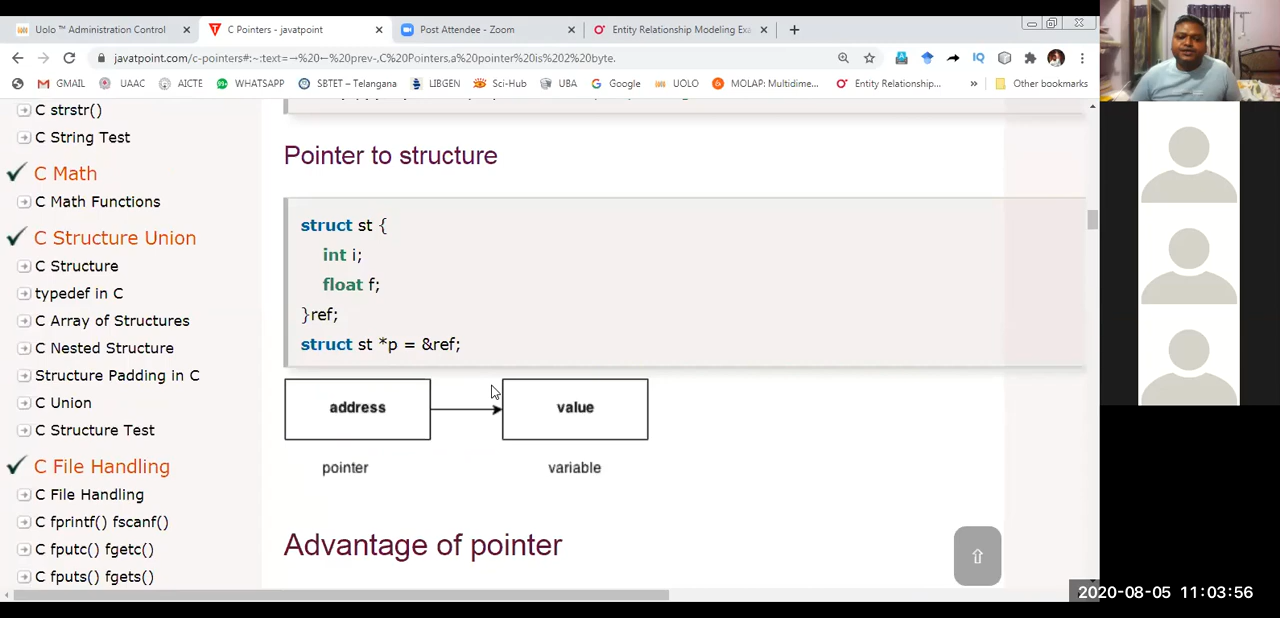 Uolo ™ Administration Control
C Pointers - javatpoint
Post Attendee - Zoom
Entity Relationship Modeling Exa
javatpoint.com/c-pointers#:~:text=→%20←%20prev-,C%20Pointers,a%20pointer%20is%202%20byte.
GMAIL UAAC AICTE WHATSAPP SBTET – Telangana LIBGEN Sci-Hub UBA Google UOLO MOLAP: Multidime... Entity Relationship... » Other bookmarks
C strstr()
C String Test
C Math
C Math Functions
C Structure Union
C Structure
typedef in C
C Array of Structures
C Nested Structure
Structure Padding in C
C Union
C Structure Test
C File Handling
C File Handling
C fprintf() fscanf()
C fputc() fgetc()
C fputs() fgets()
Pointer to structure
struct st {
int i;
float f;
}ref;
struct st *p = &ref;
address
value
pointer
variable
Advantage of pointer
2020-08-05 11:03:56